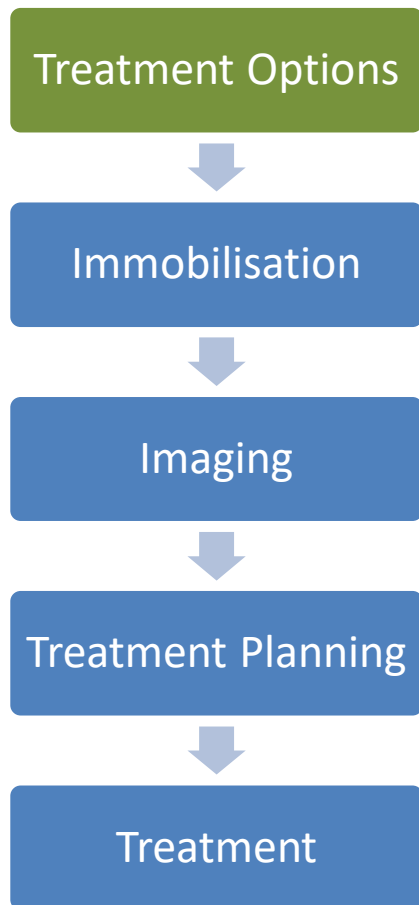 Treatment Options
Immobilisation
Imaging
Treatment Planning
Treatment